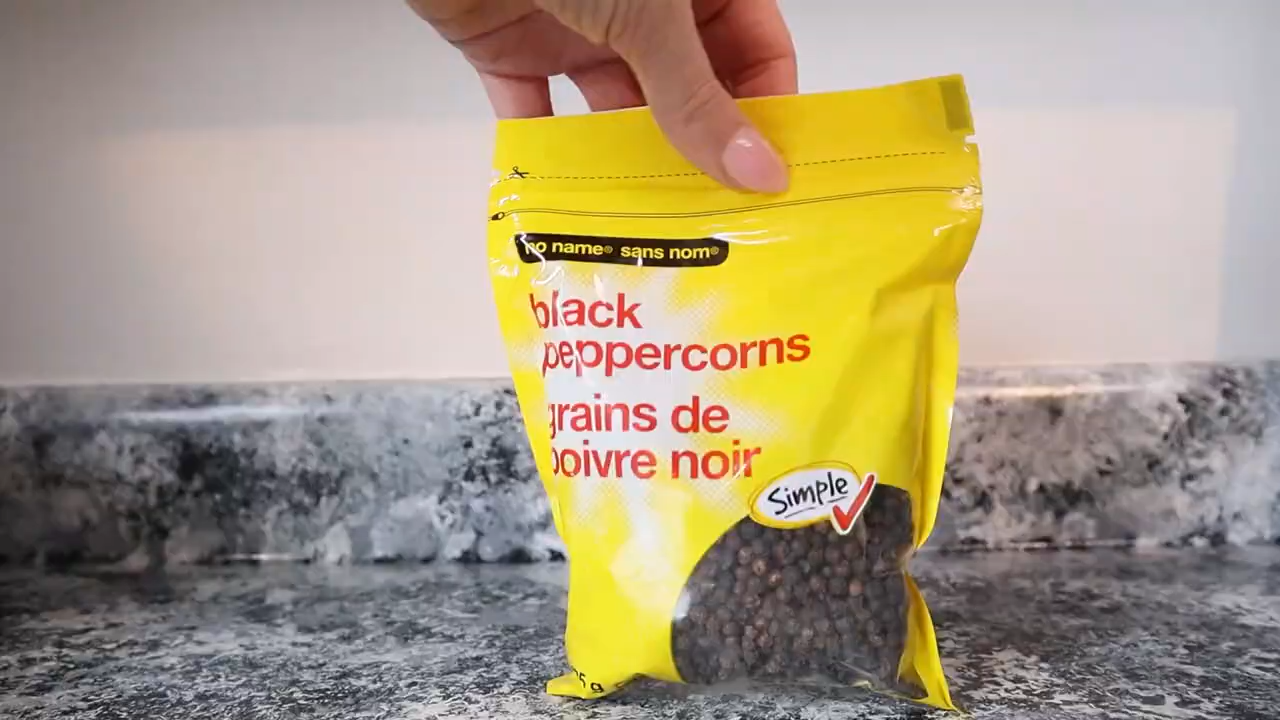 no name® sans nom®
black
peppercorns
grains de
poivre noir
Simple